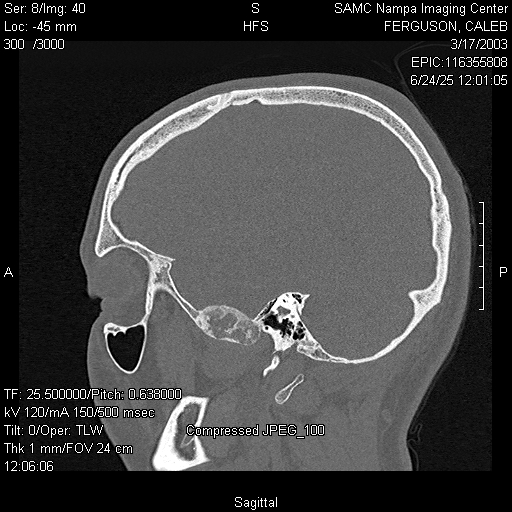 Ser: 8/Img: 40
Loc: -45 mm
300 /3000
S
HFS
SAMC Nampa Imaging Center
FERGUSON, CALEB
3/17/2003
EPIC:116355808
6/24/25 12:01:05
A
P
TF: 25.500000/Pitch: 0.638000
kV 120/mA 150/500 msec
Tilt: 0/Oper: TLW
Thk 1 mm/FOV 24 cm
12:06:06
Compressed JPEG_100
Sagittal